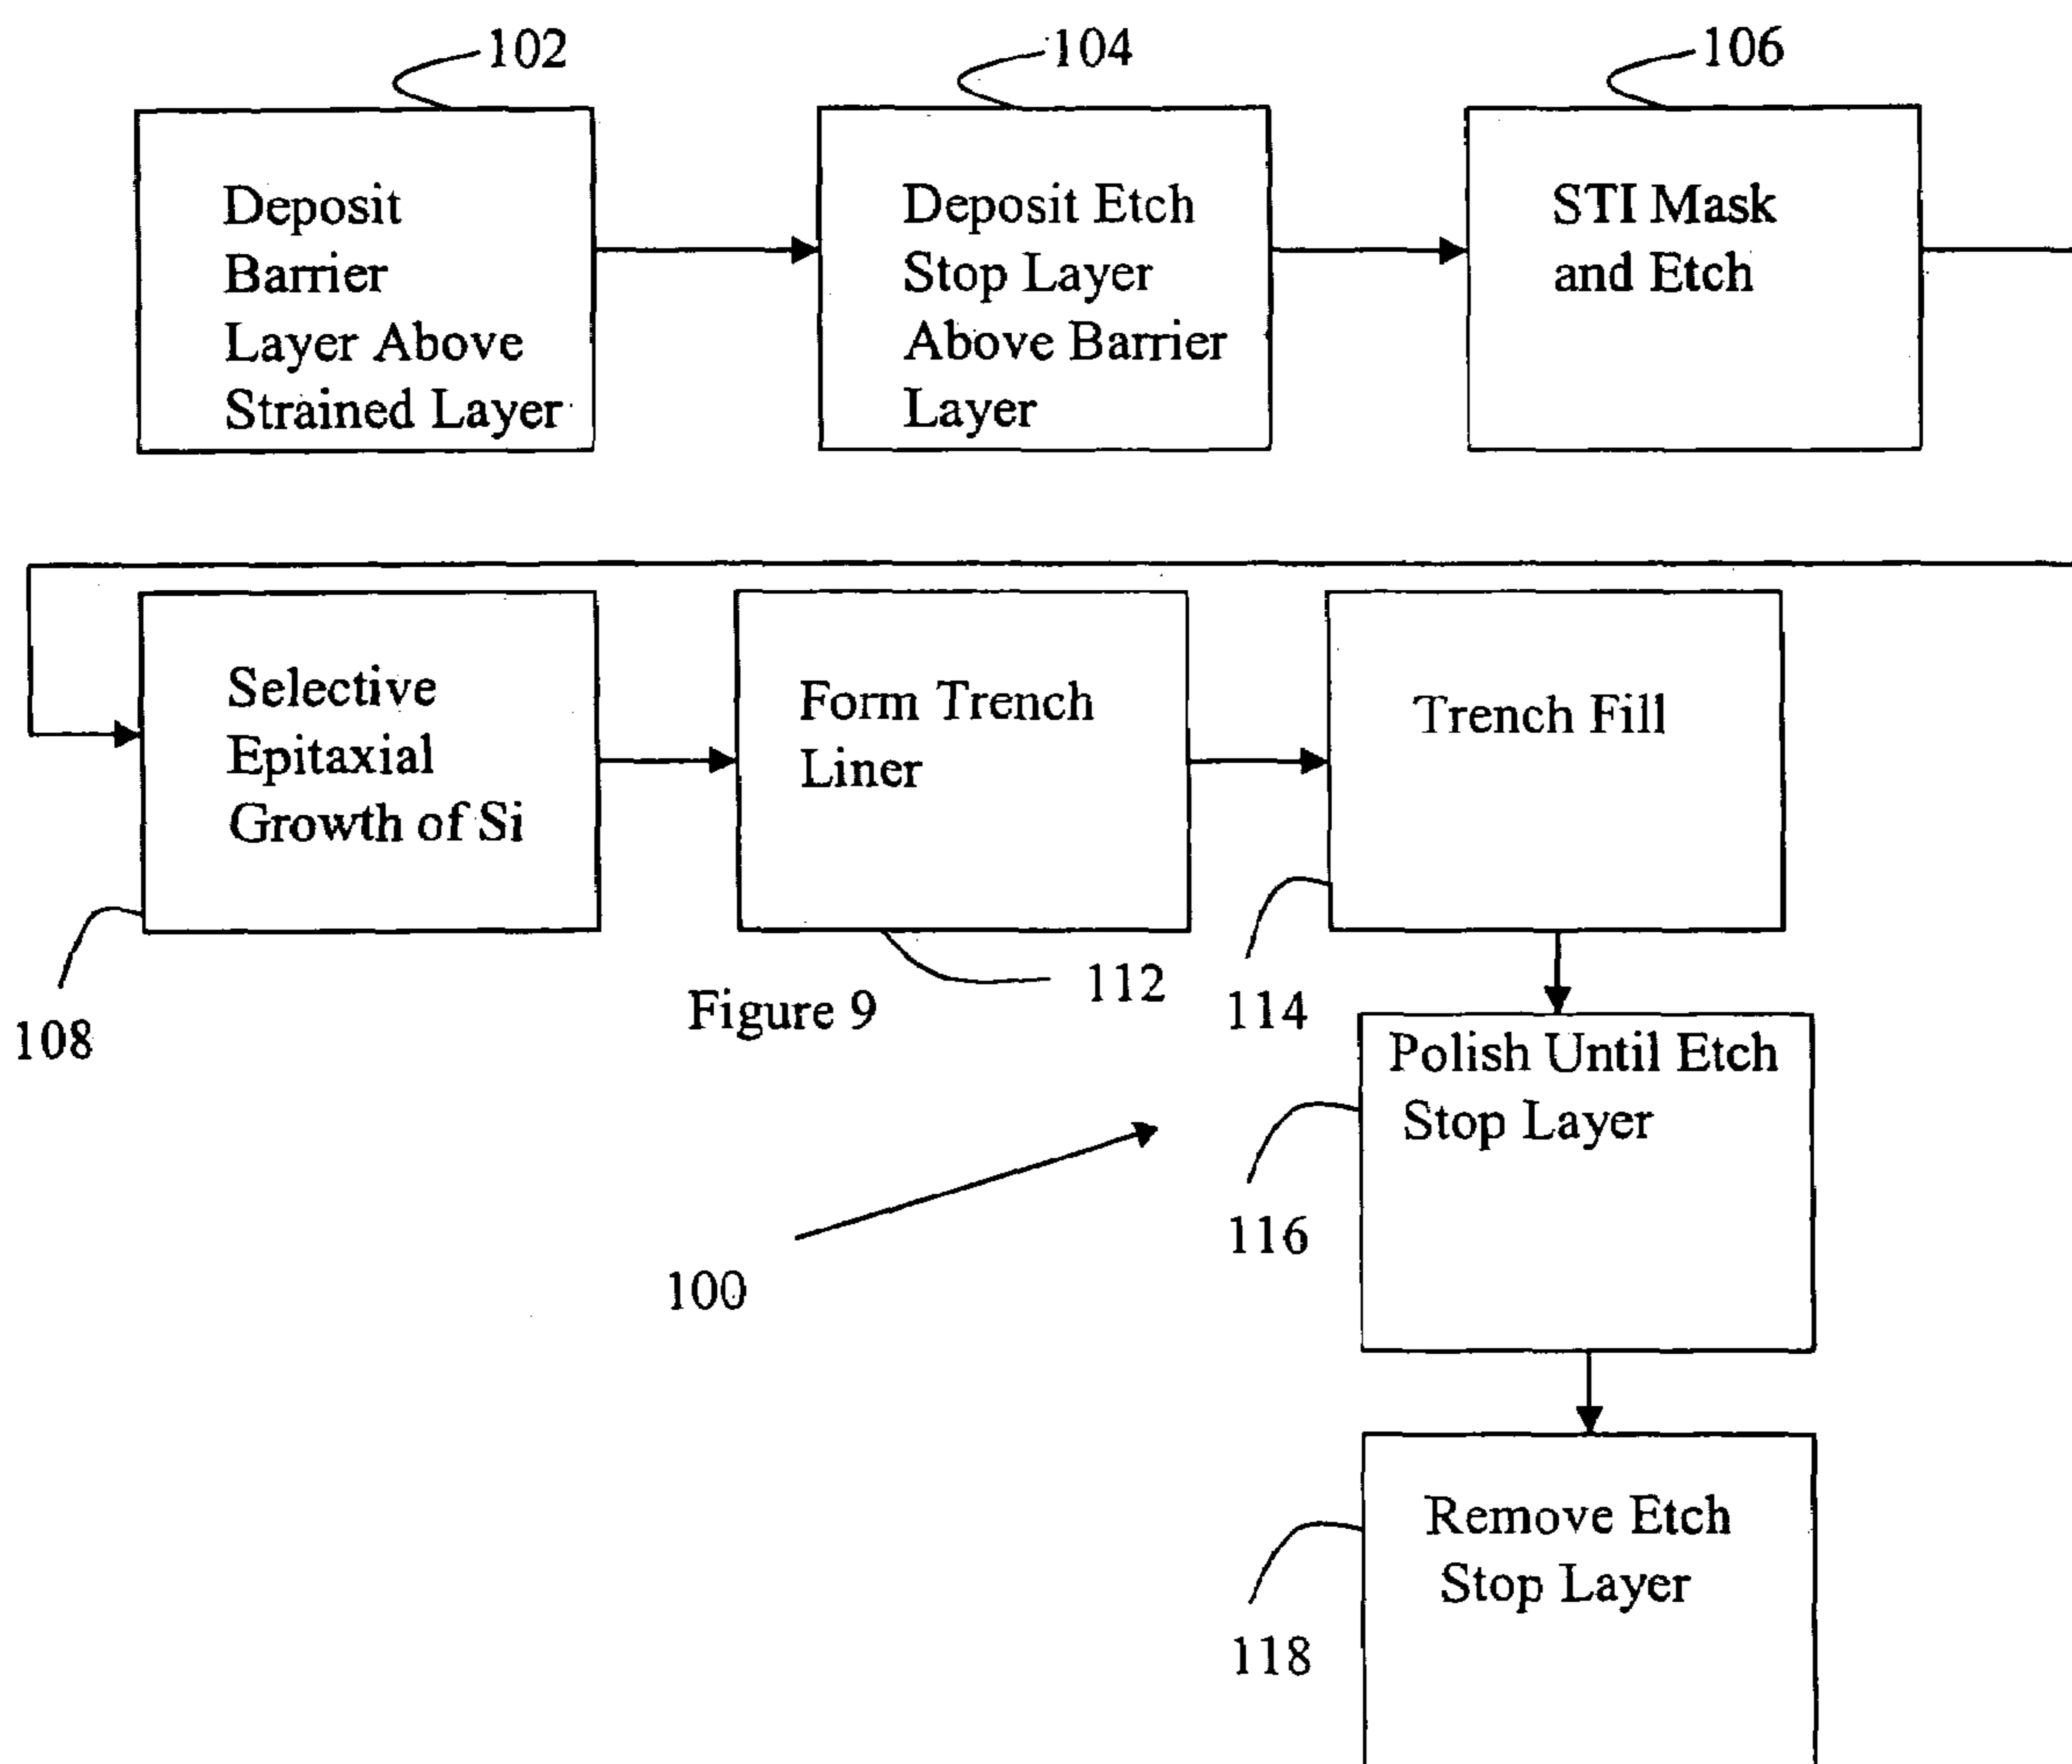 102
104
106
Deposit
Barrier
Layer Above
Strained Layer
Deposit Etch
Stop Layer
Above Barrier
Layer
STI Mask
and Etch
Selective
Epitaxial
Growth of Si
Form Trench
Liner
Trench Fill
108
Figure 9
112
114
Polish Until Etch
Stop Layer
116
100
Remove Etch
Stop Layer
118